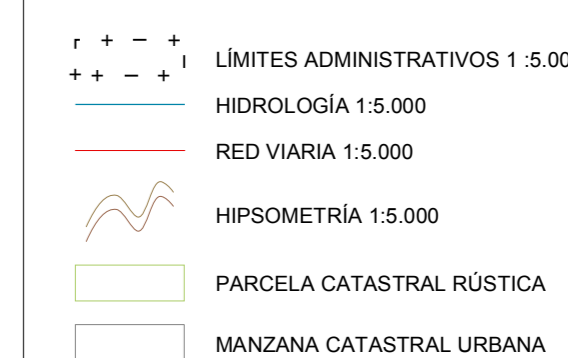 LÍMITES ADMINISTRATIVOS 1 :5.00
HIDROLOGÍA 1:5.000
RED VIARIA 1:5.000
HIPSOMETRÍA 1:5.000
PARCELA CATASTRAL RÚSTICA
MANZANA CATASTRAL URBANA